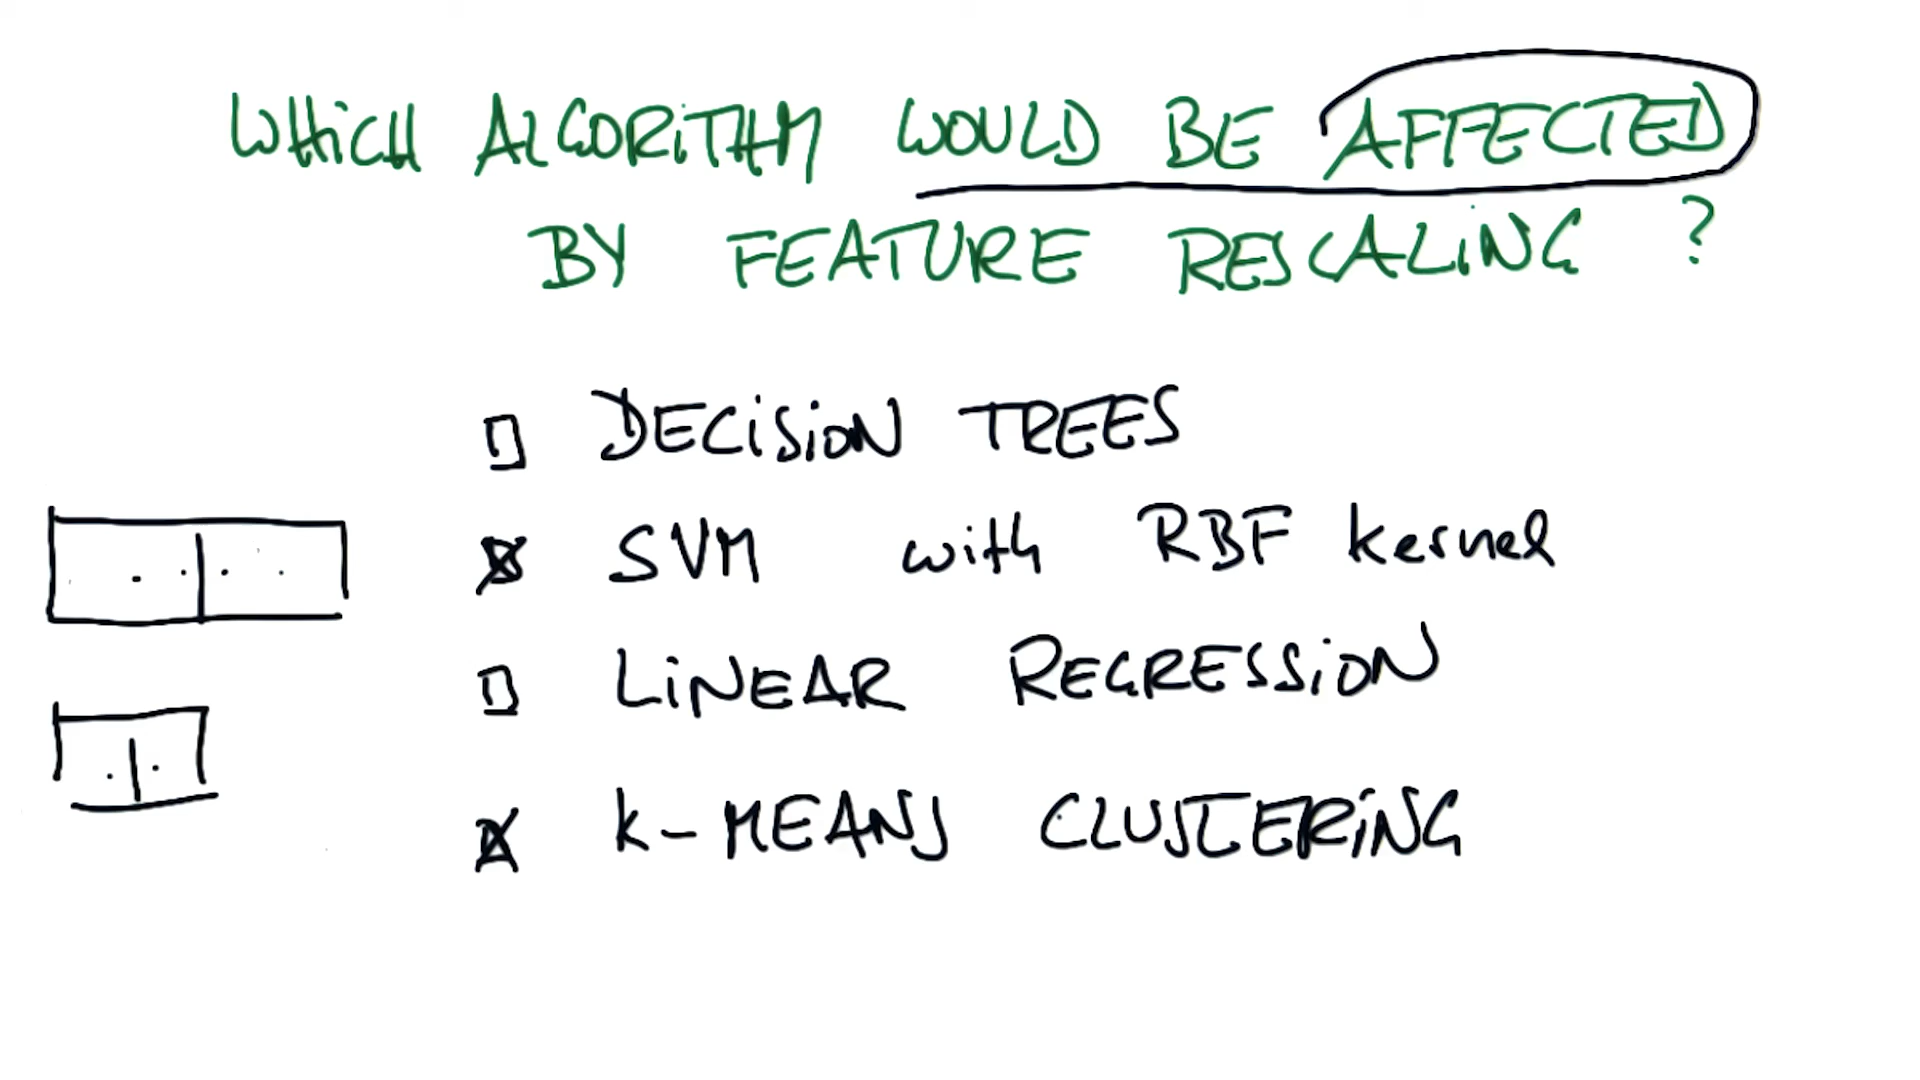 WHICH ALGORITHM WOULD BE AFFECTED
BY FEATURE RESCALING ?
DECISION TREES
SVM with RBF kernel
LINEAR REGRESSION
K-MEANS CLUSTERING